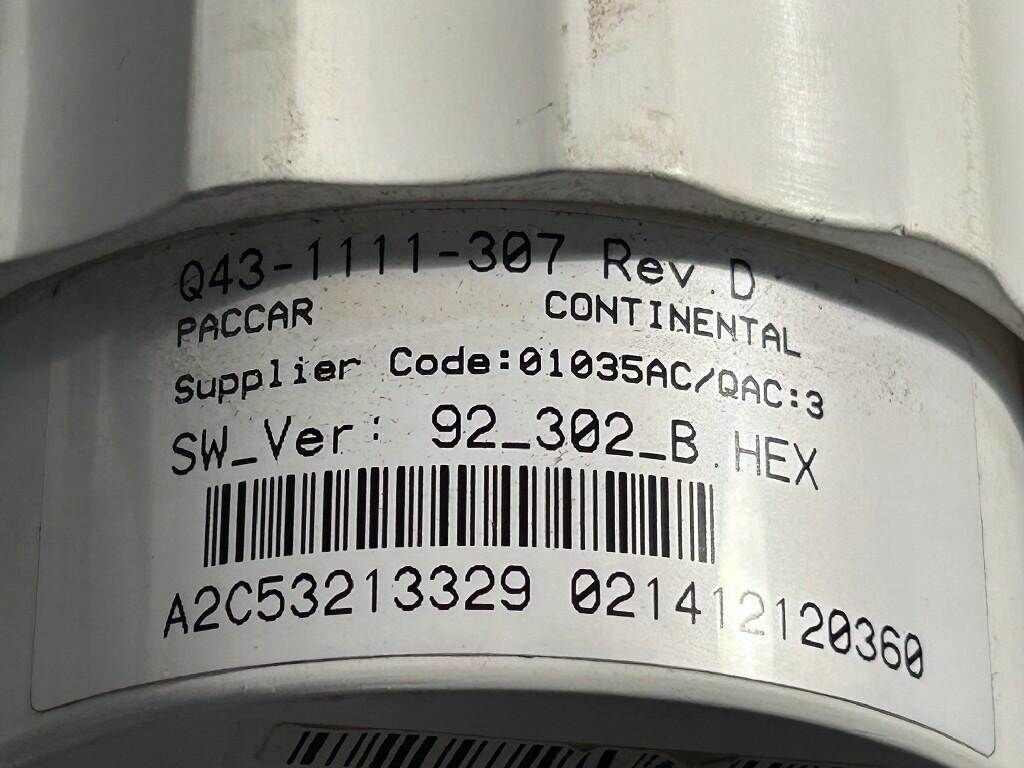 Q43-1111-307 Rev.D
PACCAR CONTINENTAL
Supplier Code:01035AC/QAC:3
SW_Ver: 92_302_B.HEX
A2C53213329 021412120360